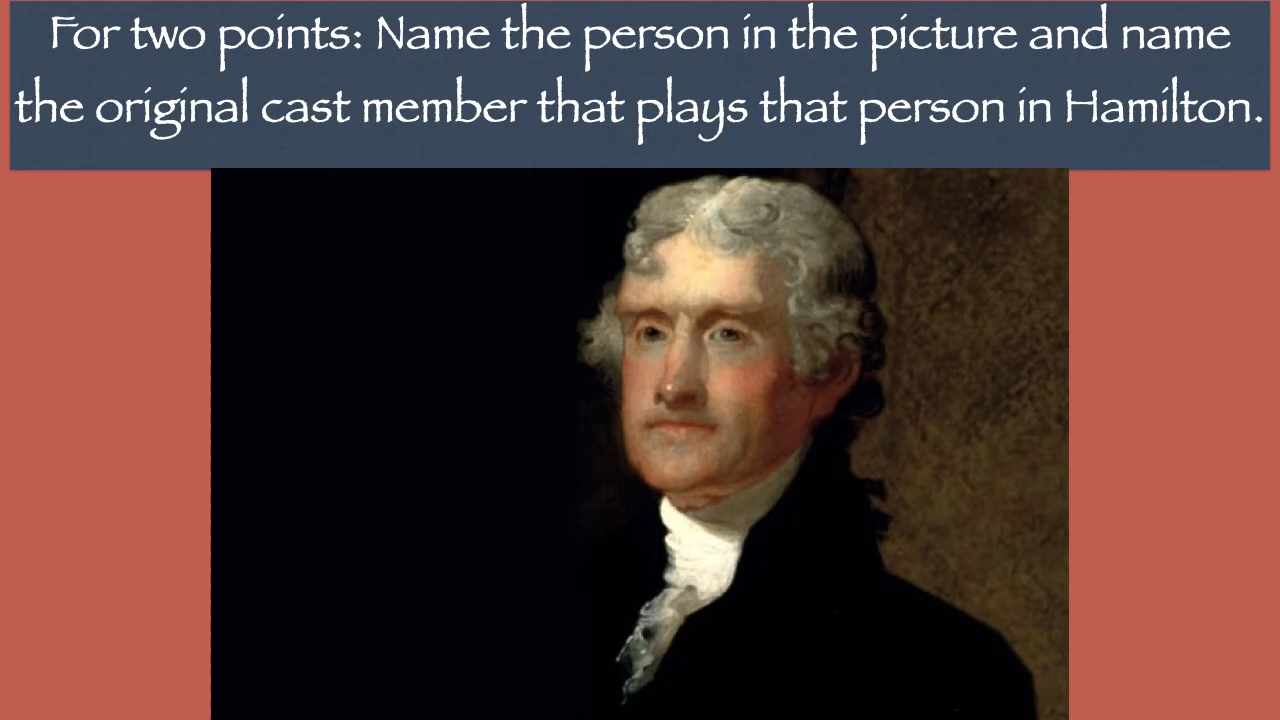 For two points: Name the person in the picture and name
the original cast member that plays that person in Hamilton.